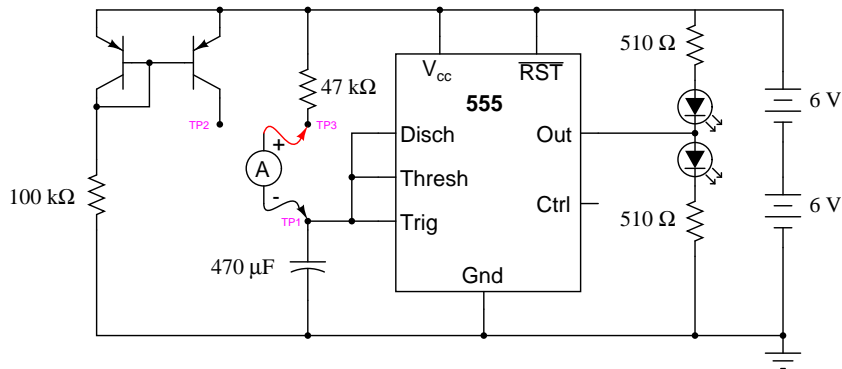 510 Ω
V_cc
RST
47 kΩ
555
6 V
TP2
TP3
+
A
Disch
Out
Thresh
100 kΩ
-
Ctrl
6 V
TP1
Trig
510 Ω
470 µF
Gnd